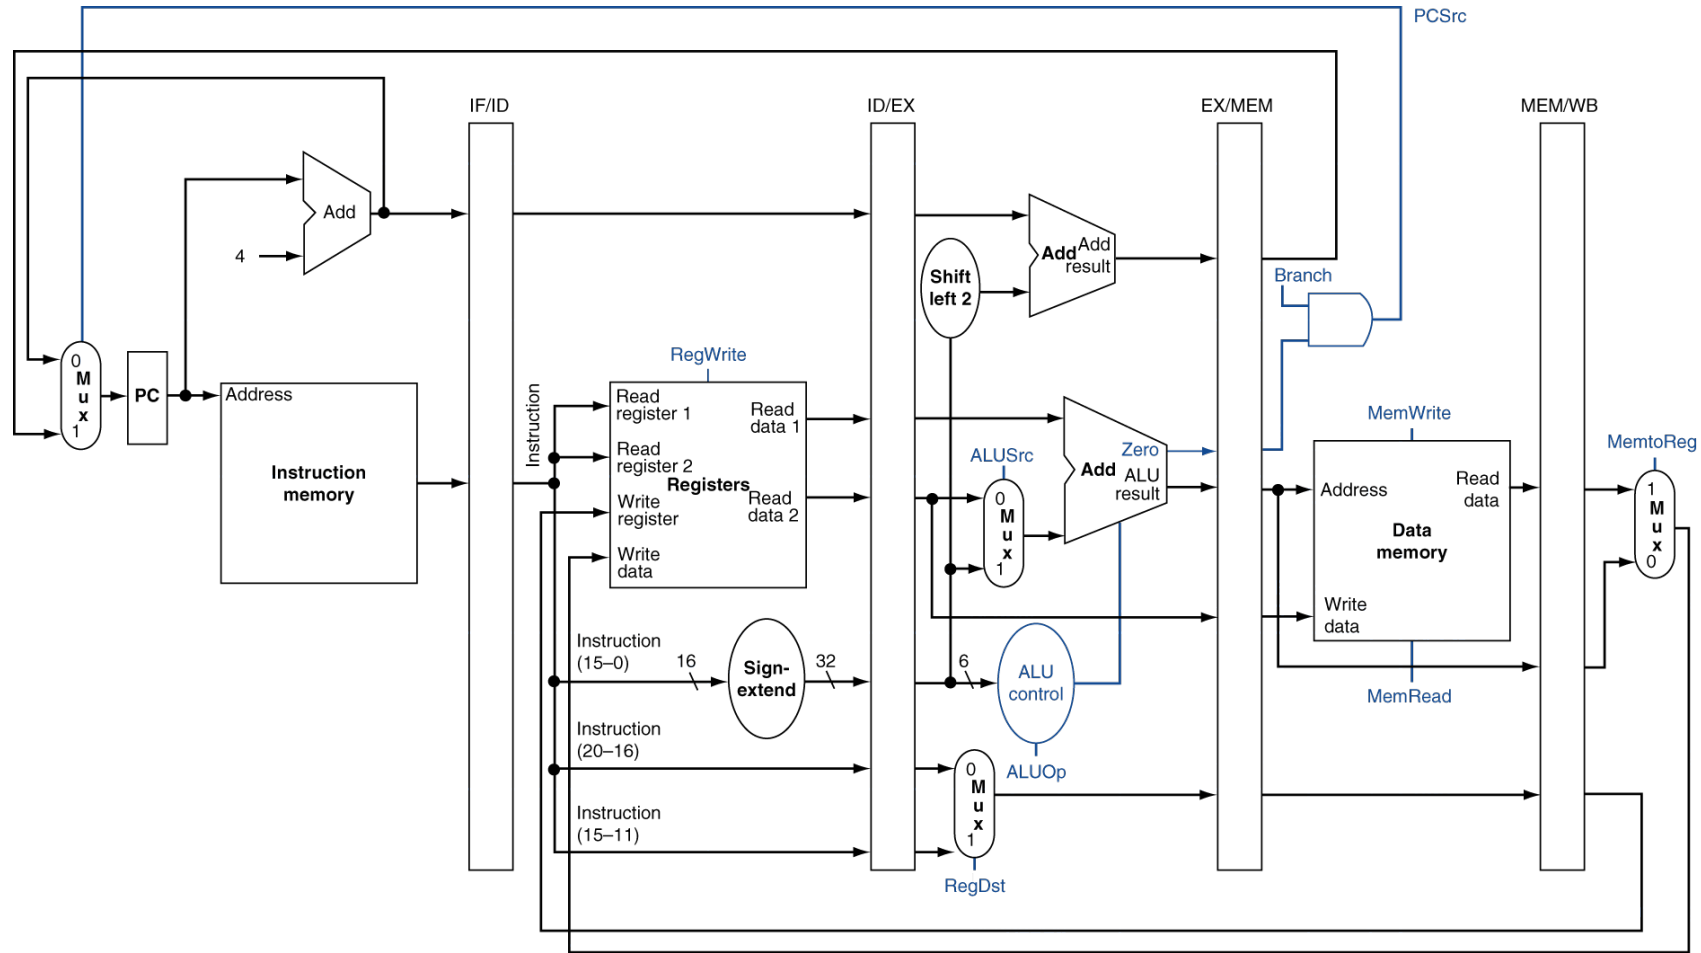 PCSrc
IF/ID
ID/EX
EX/MEM
MEM/WB
Add
4
Add
Add
result
Shift
left 2
Branch
0
M
u
x
1
PC
Address
Instruction
memory
Instruction
RegWrite
Read
register 1
Read
data 1
Read
register 2
Registers
Write
register
Read
data 2
Write
data
ALUSrc
0
M
u
x
1
Zero
Add
ALU
result
MemWrite
Address
Read
data
Data
memory
Write
data
MemRead
MemtoReg
1
M
u
x
0
Instruction
(15–0)
16
Sign-
extend
32
6
ALU
control
ALUOp
Instruction
(20–16)
Instruction
(15–11)
0
M
u
x
1
RegDst